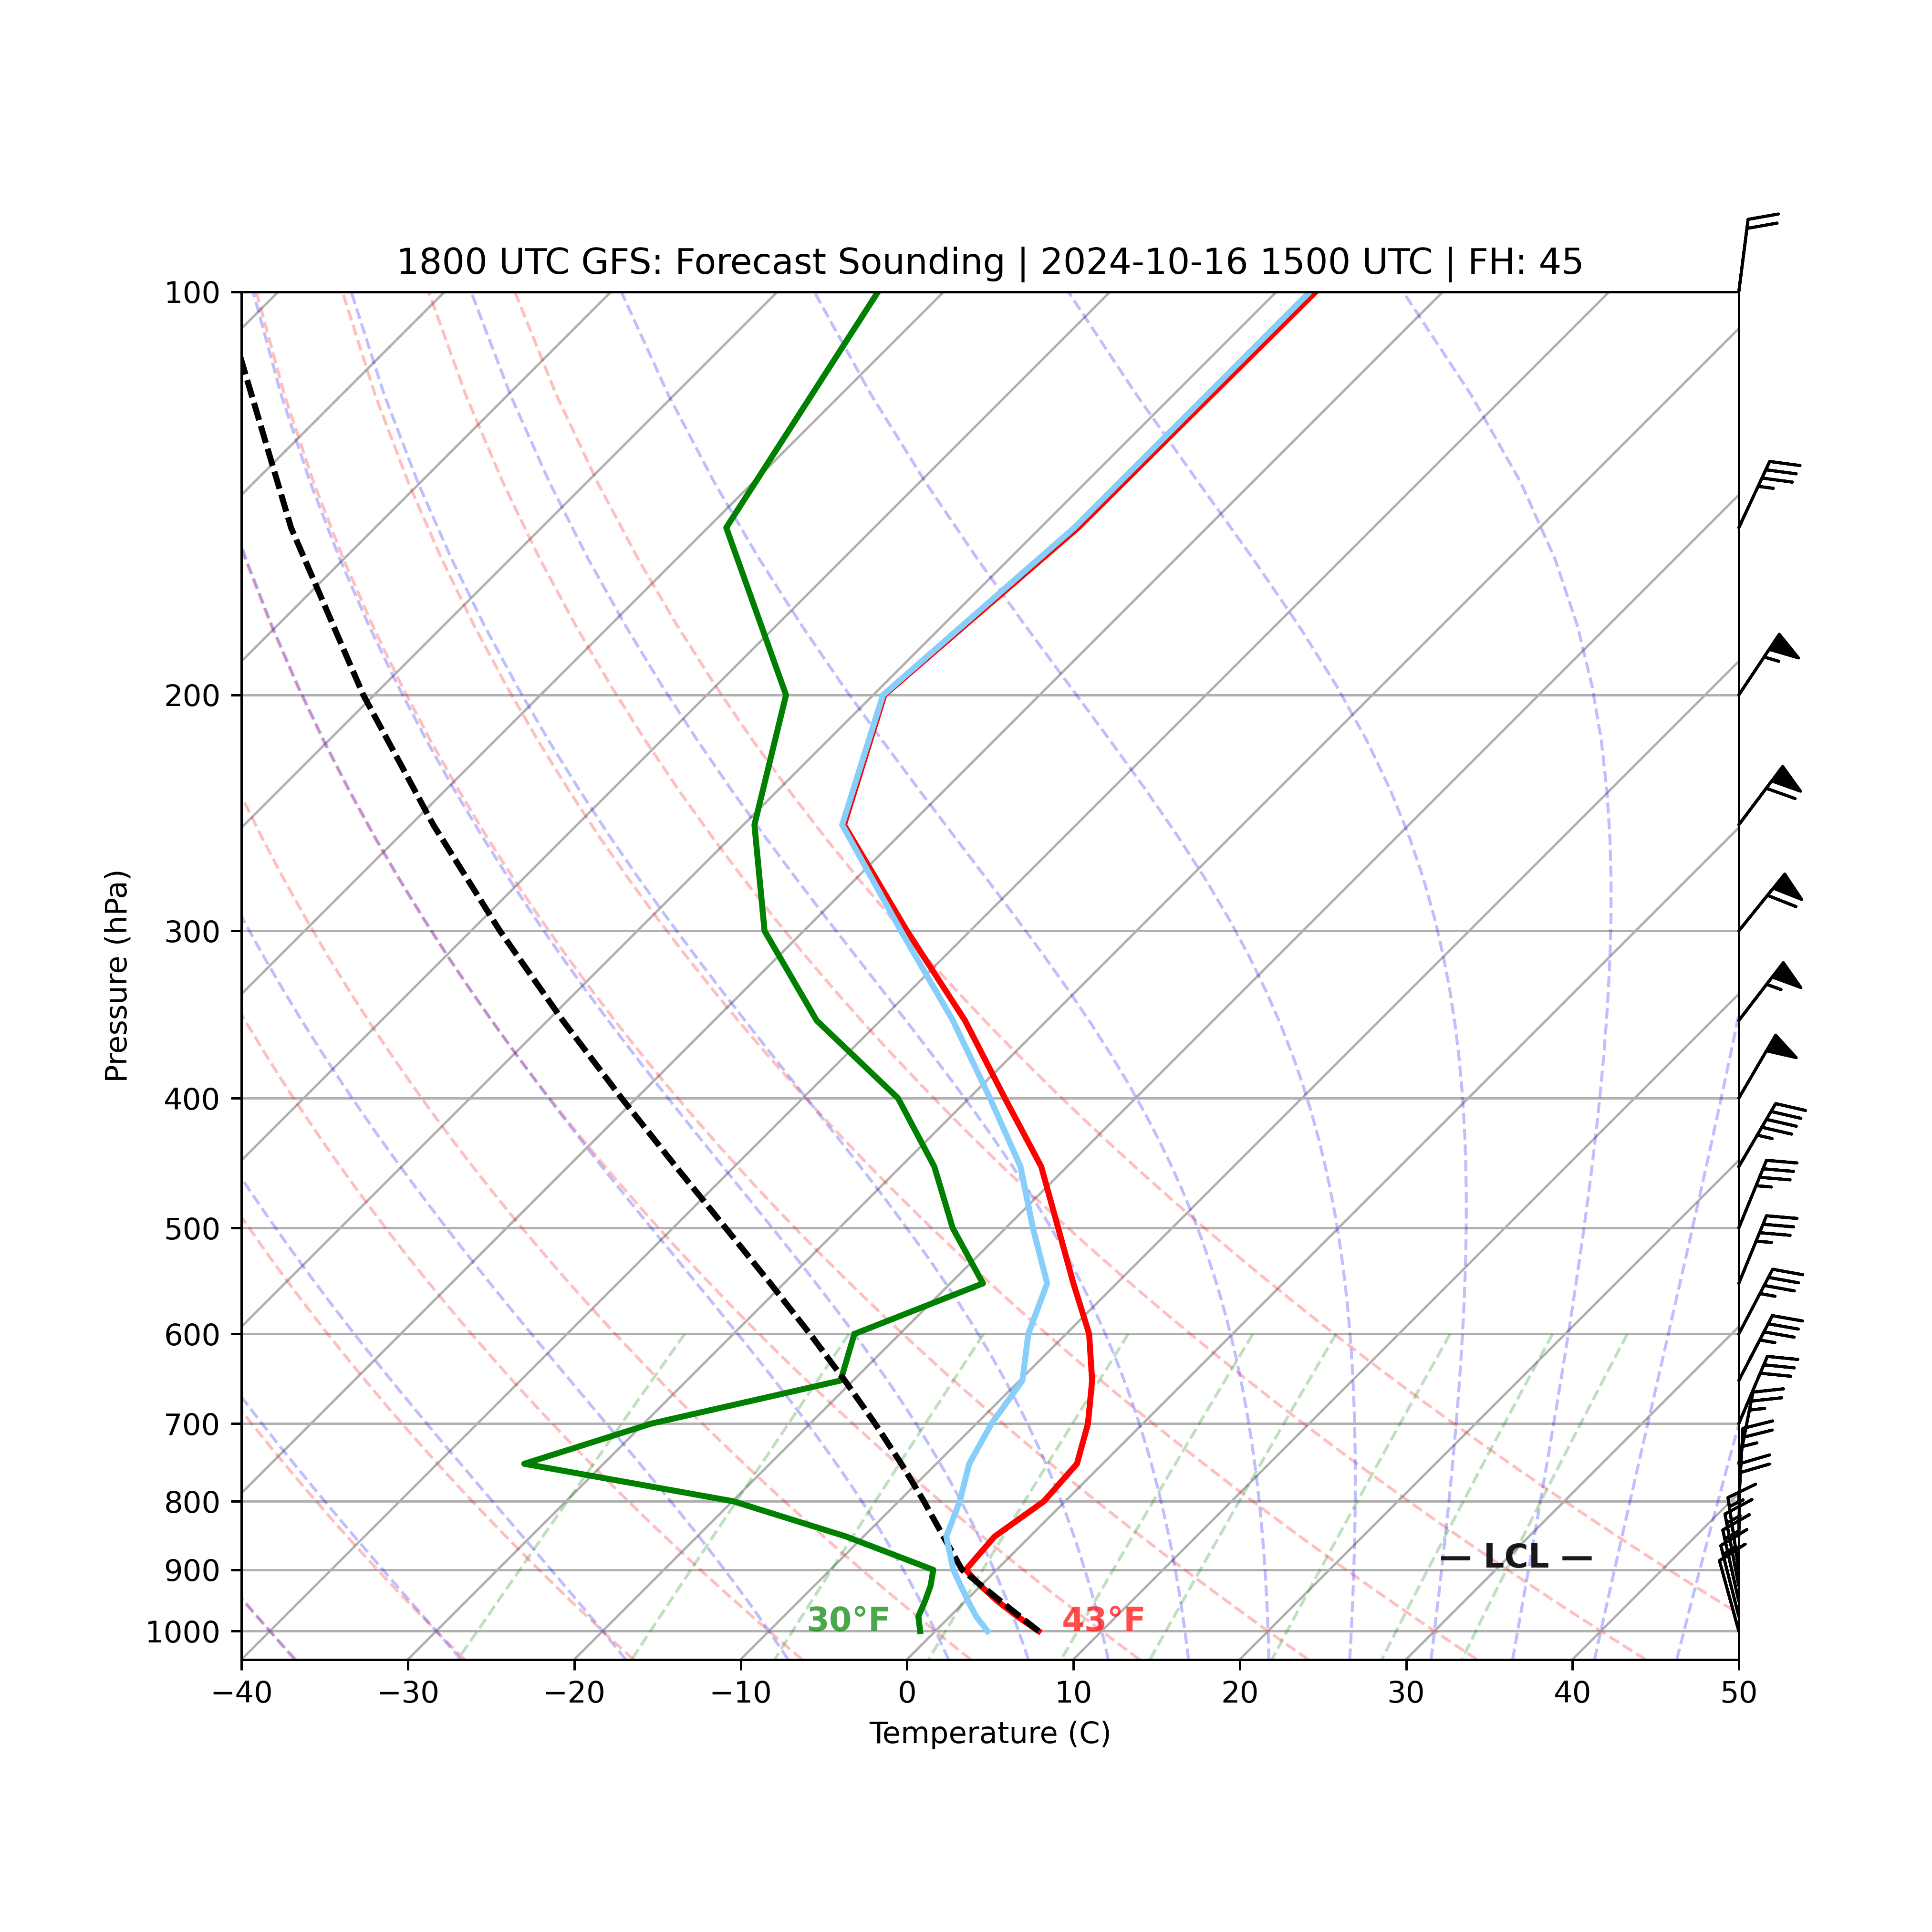 1800 UTC GFS: Forecast Sounding | 2024-10-16 1500 UTC | FH: 45
100
200
300
400
500
600
700
800
900
1000
Pressure (hPa)
— LCL —
30°F
43°F
−40 −30 −20 −10 0 10 20 30 40 50
Temperature (C)